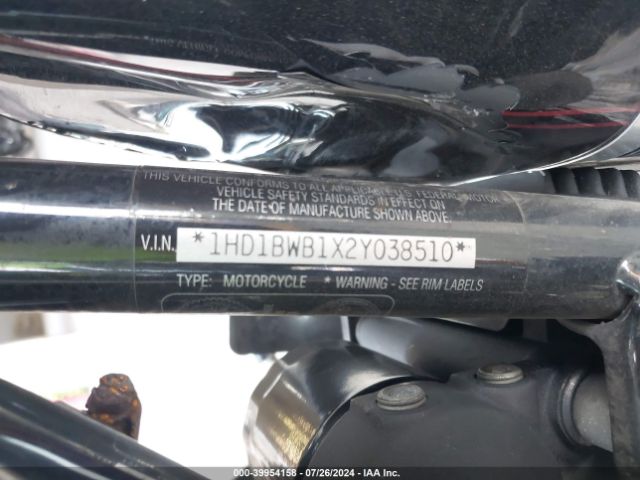 THIS VEHICLE CONFORMS TO ALL APPLICABLE U.S. FEDERAL MOTOR
VEHICLE SAFETY STANDARDS IN EFFECT ON
THE DATE OF MANUFACTURE SHOWN ABOVE.
V.I.N. *1HD1BWB1X2Y038510*
TYPE: MOTORCYCLE * WARNING - SEE RIM LABELS
000-39954158 - 07/26/2024 - IAA Inc.